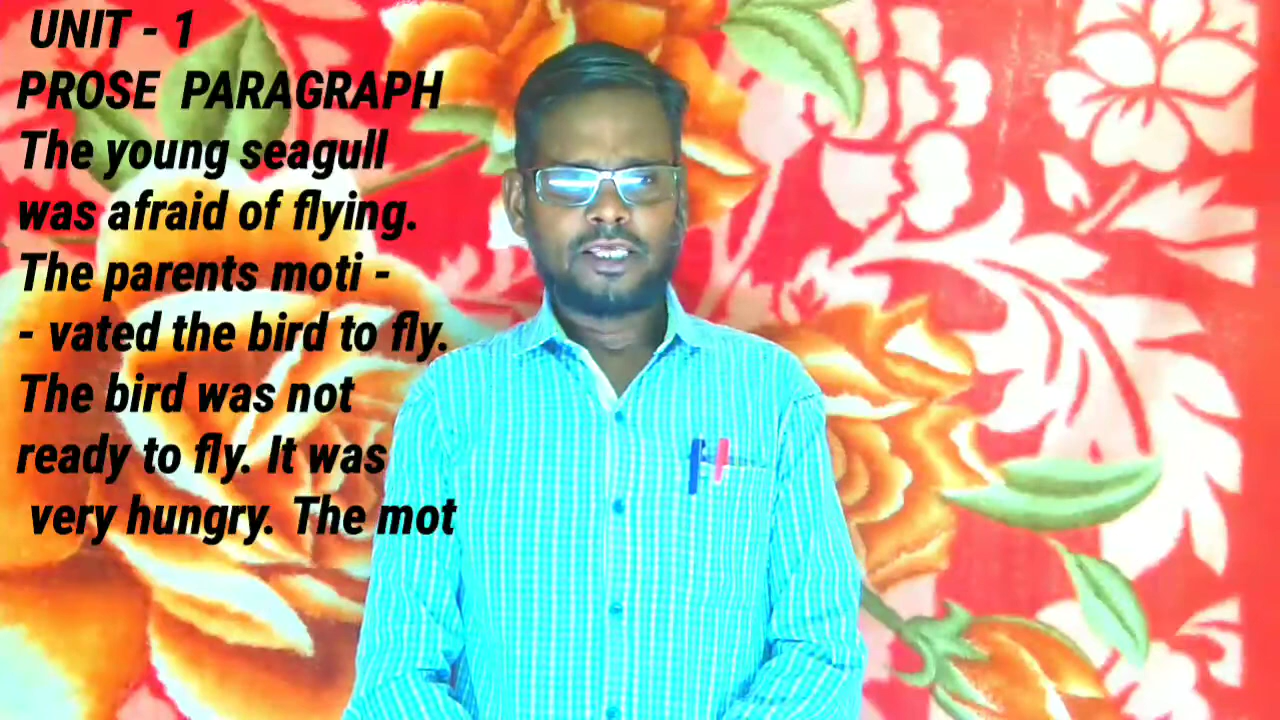 UNIT - 1
PROSE PARAGRAPH
The young seagull
was afraid of flying.
The parents moti -
- vated the bird to fly.
The bird was not
ready to fly. It was
very hungry. The mot